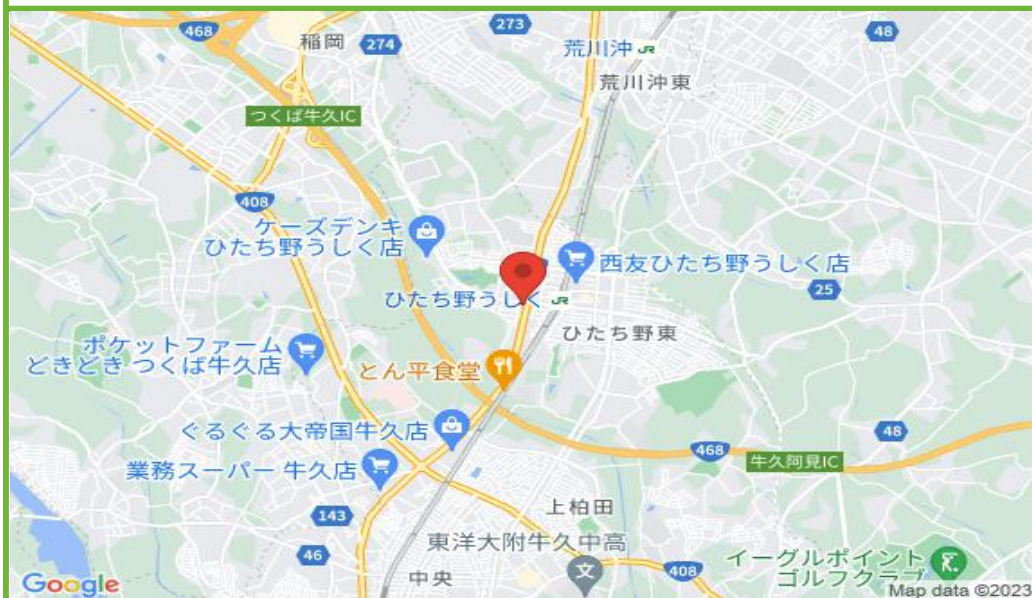 468
稲岡
274
273
荒川沖 JR
48
荒川沖東
つくば牛久IC
408
ケーズデンキ
ひたち野うしく店
西友ひたち野うしく店
25
ひたち野うしく JR
ひたち野東
ポケットファーム
どきどき つくば牛久店
とん平食堂
ぐるぐる大帝国牛久店
48
468
牛久阿見IC
業務スーパー 牛久店
上柏田
143
46
東洋大附牛久中高
文
408
イーグルポイント
ゴルフクラブ
中央
Google
Map data ©2023